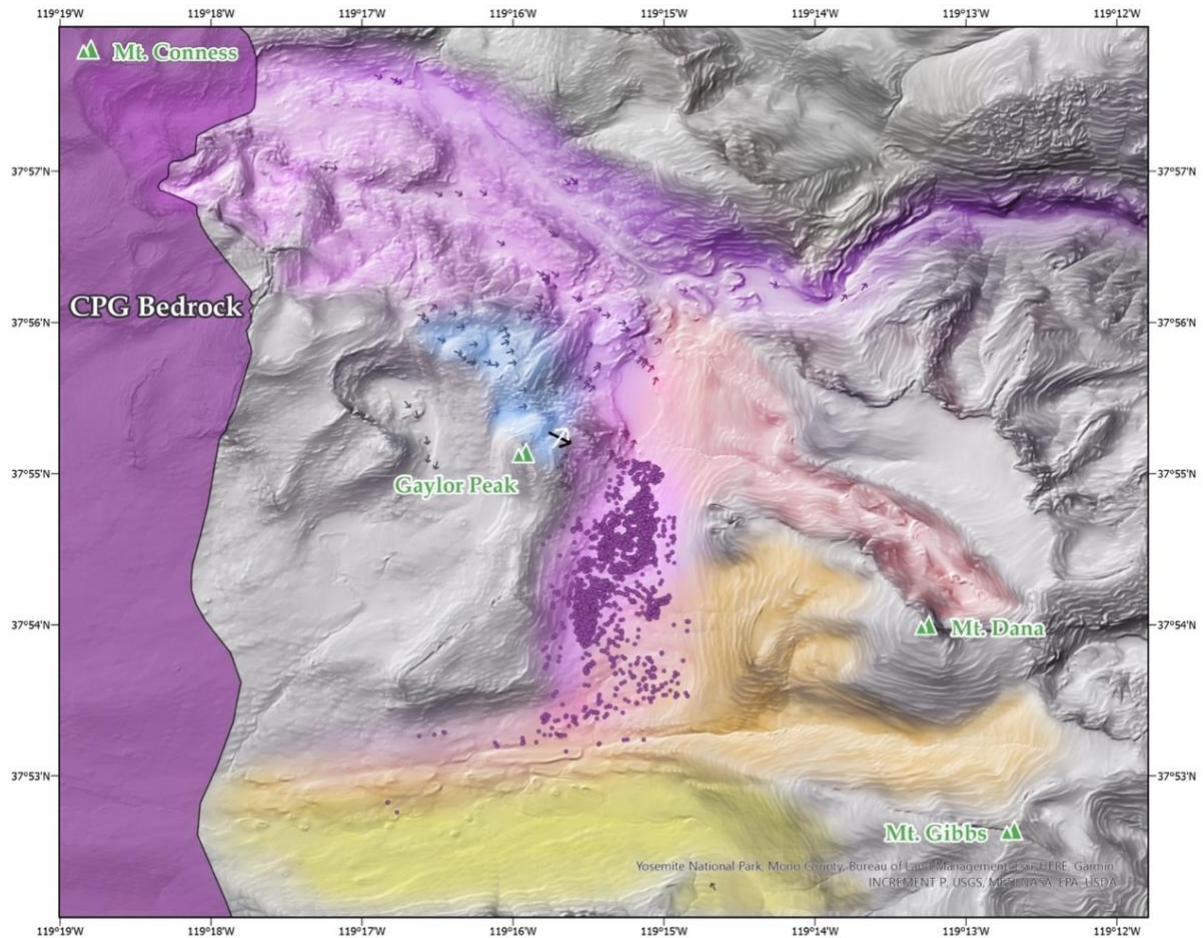 119°19'W 119°18'W 119°17'W 119°16'W 119°15'W 119°14'W 119°13'W 119°12'W
Mt. Conness
37°57'N 37°57'N
CPG Bedrock
37°56'N 37°56'N
37°55'N 37°55'N
Gaylor Peak
37°54'N Mt. Dana 37°54'N
37°53'N 37°53'N
Mt. Gibbs
Yosemite National Park, Mono County, Bureau of Land Management, Esri, HERE, Garmin,
INCREMENT P, USGS, METI/NASA, EPA, USDA
119°19'W 119°18'W 119°17'W 119°16'W 119°15'W 119°14'W 119°13'W 119°12'W